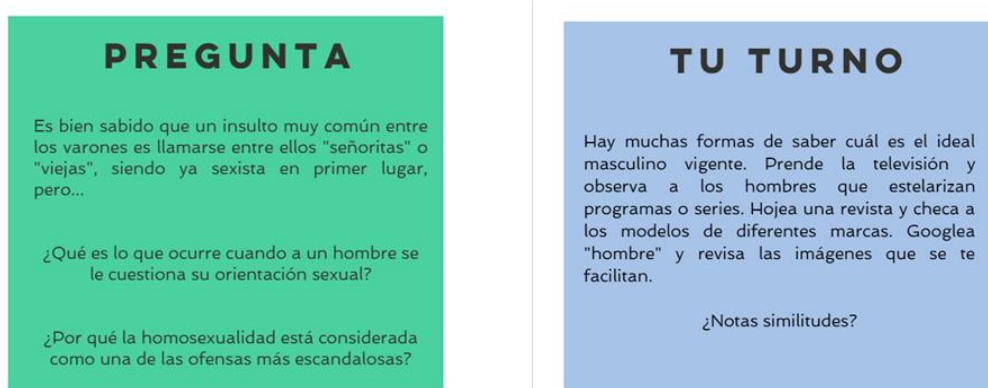 PREGUNTA
Es bien sabido que un insulto muy común entre
los varones es llamarse entre ellos "señoritas" o
"viejas", siendo ya sexista en primer lugar,
pero...
¿Qué es lo que ocurre cuando a un hombre se
le cuestiona su orientación sexual?
¿Por qué la homosexualidad está considerada
como una de las ofensas más escandalosas?
TU TURNO
Hay muchas formas de saber cuál es el ideal
masculino vigente. Prende la televisión y
observa a los hombres que estelarizan
programas o series. Hojea una revista y checa a
los modelos de diferentes marcas. Googlea
"hombre" y revisa las imágenes que se te
facilitan.
¿Notas similitudes?